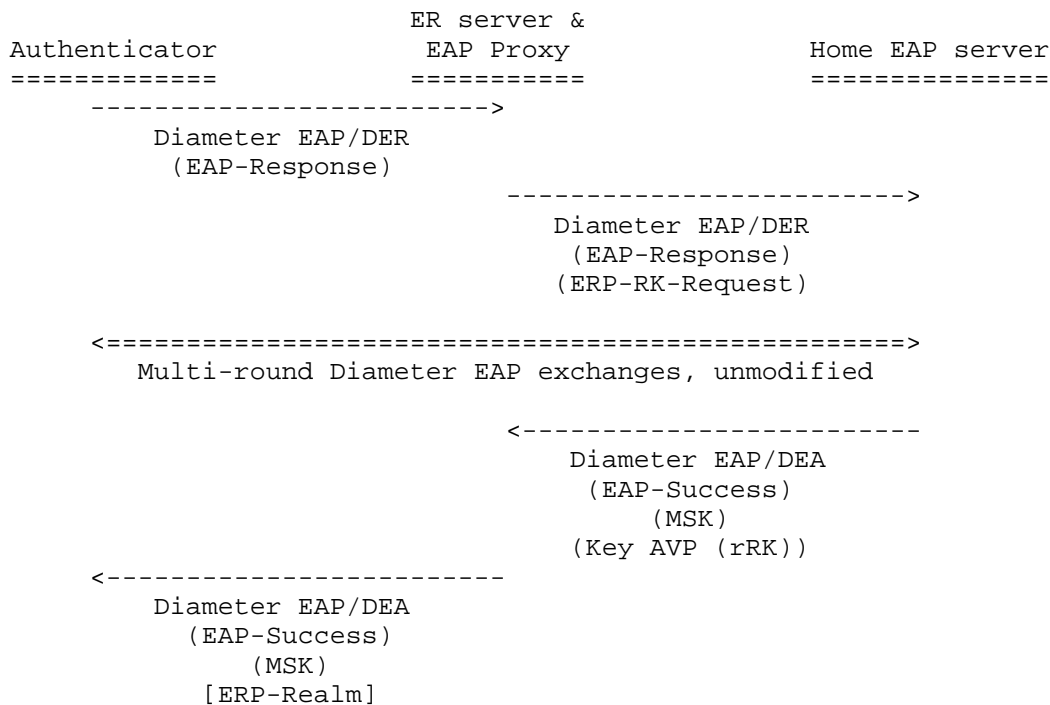 ER server &
Authenticator             EAP Proxy               Home EAP server
=============            ===========              ===============
     ------------------------->
         Diameter EAP/DER
          (EAP-Response)
                               ------------------------->
                                  Diameter EAP/DER
                                   (EAP-Response)
                                  (ERP-RK-Request)
     <==================================================>
        Multi-round Diameter EAP exchanges, unmodified
                               <-------------------------
                                   Diameter EAP/DEA
                                    (EAP-Success)
                                        (MSK)
                                   (Key AVP (rRK))
     <-------------------------
         Diameter EAP/DEA
           (EAP-Success)
               (MSK)
            [ERP-Realm]